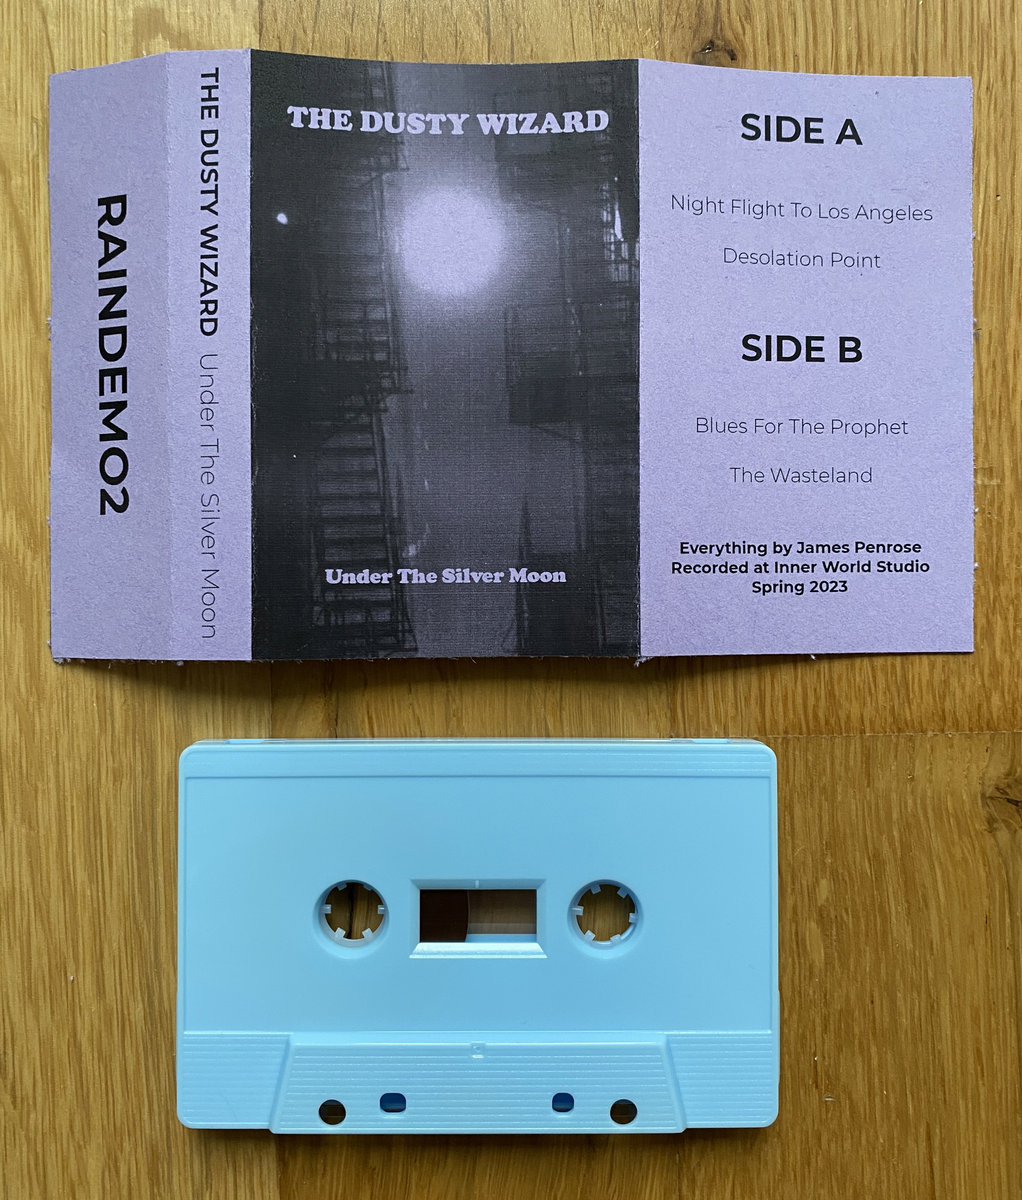 RAINDEMO2
THE DUSTY WIZARD Under The Silver Moon
THE DUSTY WIZARD
Under The Silver Moon
SIDE A
Night Flight To Los Angeles
Desolation Point
SIDE B
Blues For The Prophet
The Wasteland
Everything by James Penrose
Recorded at Inner World Studio
Spring 2023